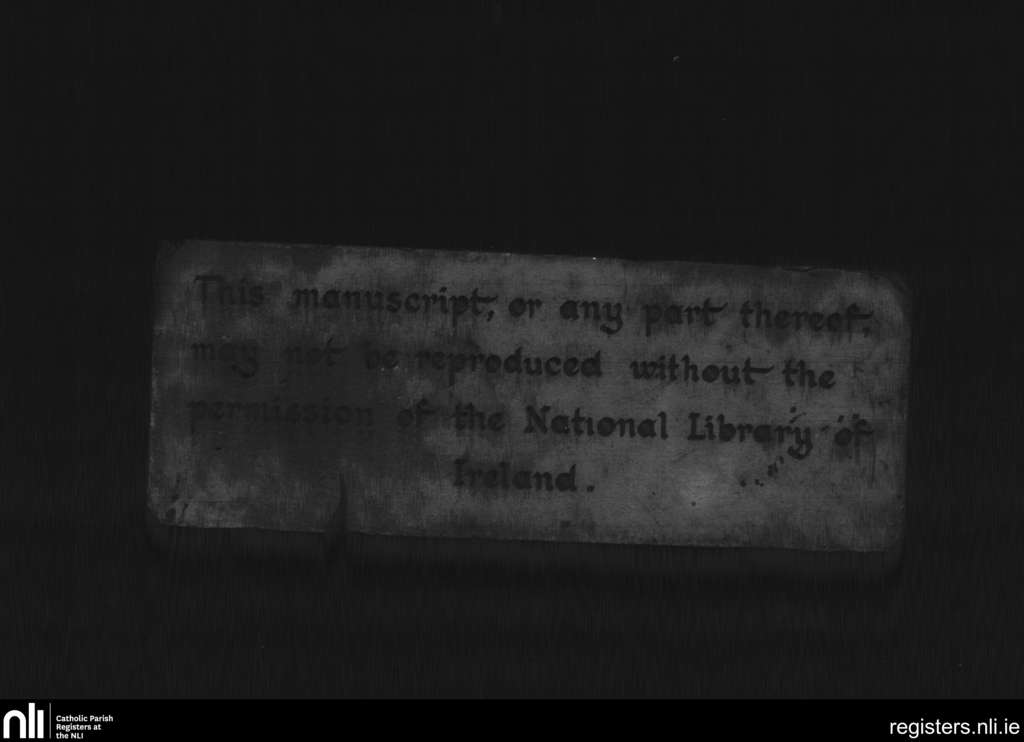 This manuscript, or any part thereof,
may not be reproduced without the
permission of the National Library of
Ireland.
nli
Catholic Parish
Registers at
the NLI
registers.nli.ie